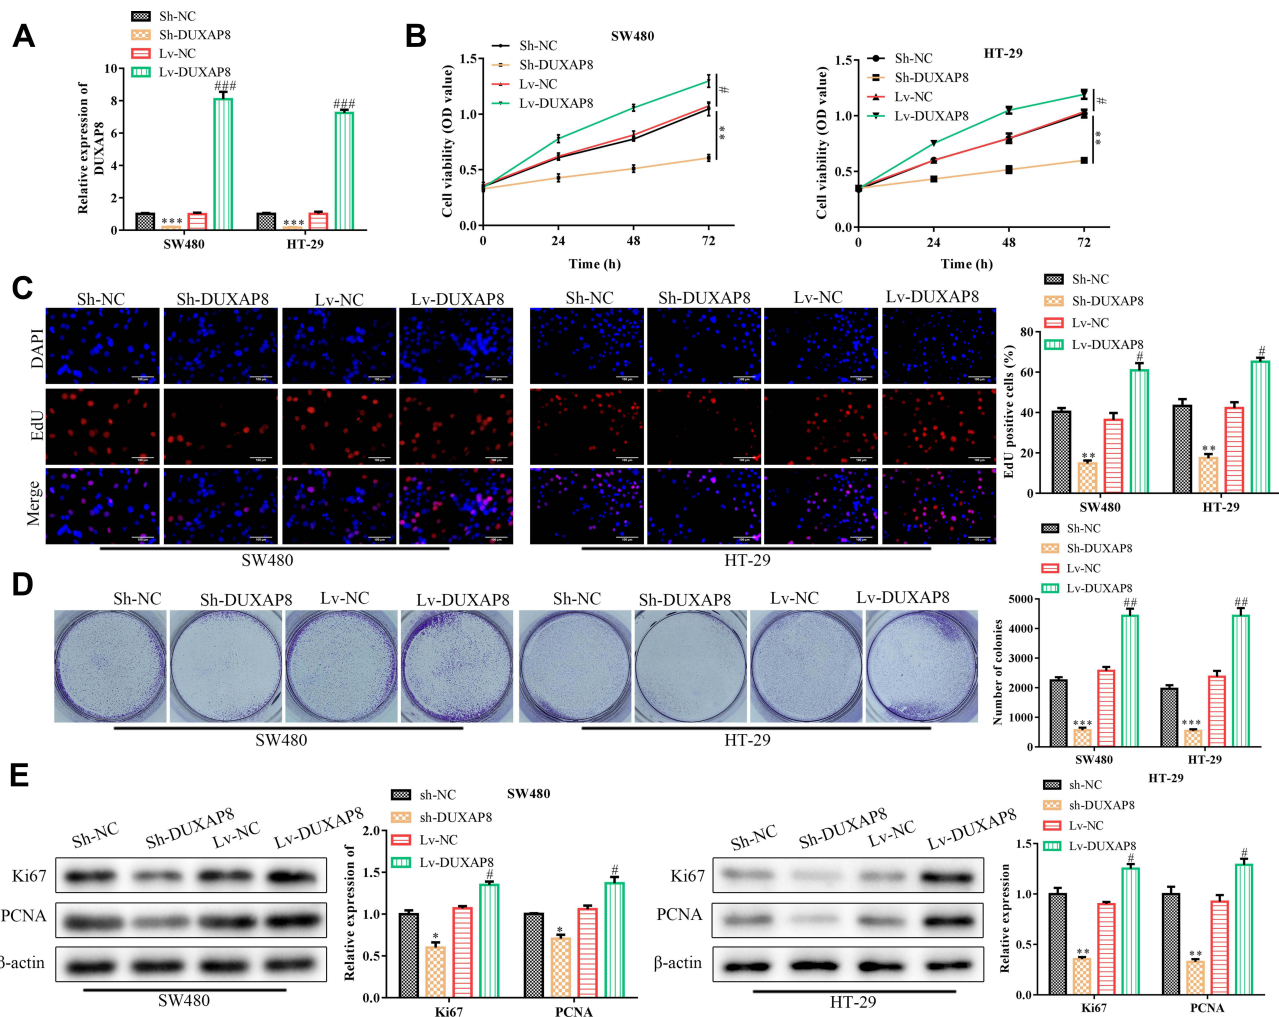 A
Sh-NC
Sh-DUXAP8
Lv-NC
Lv-DUXAP8
Relative expression of
DUXAP8
10
8
6
4
2
0
***
###
***
###
SW480
HT-29
B
SW480
Sh-NC
Sh-DUXAP8
Lv-NC
Lv-DUXAP8
Cell viability (OD value)
1.5
1.0
0.5
0.0
#
**
0
24
48
72
Time (h)
HT-29
Sh-NC
Sh-DUXAP8
Lv-NC
Lv-DUXAP8
Cell viability (OD value)
1.5
1.0
0.5
0.0
#
**
0
24
48
72
Time (h)
C
Sh-NC
Sh-DUXAP8
Lv-NC
Lv-DUXAP8
Sh-NC
Sh-DUXAP8
Lv-NC
Lv-DUXAP8
DAPI
EdU
Merge
SW480
HT-29
Sh-NC
Sh-DUXAP8
Lv-NC
Lv-DUXAP8
EdU positive cells (%)
80
60
40
20
0
**
#
**
#
SW480
HT-29
D
Sh-NC
Sh-DUXAP8
Lv-NC
Lv-DUXAP8
Sh-NC
Sh-DUXAP8
Lv-NC
Lv-DUXAP8
SW480
HT-29
Sh-NC
Sh-DUXAP8
Lv-NC
Lv-DUXAP8
Number of colonies
5000
4000
3000
2000
1000
0
***
##
***
##
SW480
HT-29
E
Sh-NC
Sh-DUXAP8
Lv-NC
Lv-DUXAP8
Ki67
PCNA
β-actin
SW480
SW480
sh-NC
sh-DUXAP8
Lv-NC
Lv-DUXAP8
Relative expression of
2.0
1.5
1.0
0.5
0.0
*
#
*
#
Ki67
PCNA
Sh-NC
Sh-DUXAP8
Lv-NC
Lv-DUXAP8
Ki67
PCNA
β-actin
HT-29
HT-29
sh-NC
sh-DUXAP8
Lv-NC
Lv-DUXAP8
Relative expression
1.5
1.0
0.5
0.0
**
#
**
#
Ki67
PCNA